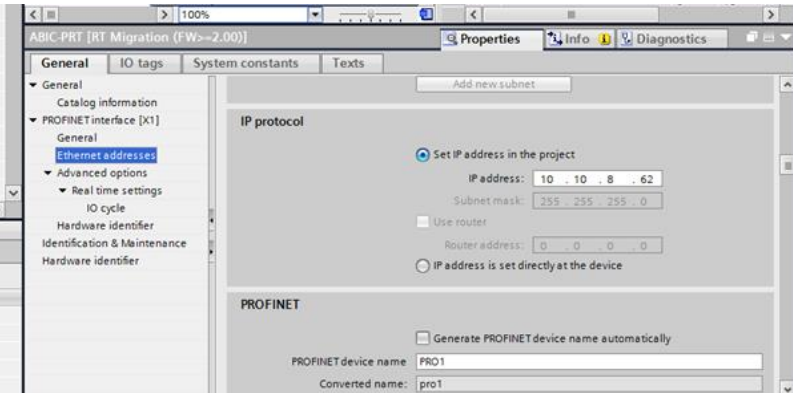 100%
ABIC-PRT [RT Migration (FW>=2.00)]
Properties
Info
Diagnostics
General
IO tags
System constants
Texts
General
Catalog information
PROFINET interface [X1]
General
Ethernet addresses
Advanced options
Real time settings
IO cycle
Hardware identifier
Identification & Maintenance
Hardware identifier
Add new subnet
IP protocol
Set IP address in the project
IP address: 10 . 10 . 8 . 62
Subnet mask: 255 . 255 . 255 . 0
Use router
Router address: 0 . 0 . 0 . 0
IP address is set directly at the device
PROFINET
Generate PROFINET device name automatically
PROFINET device name PRO1
Converted name: pro1